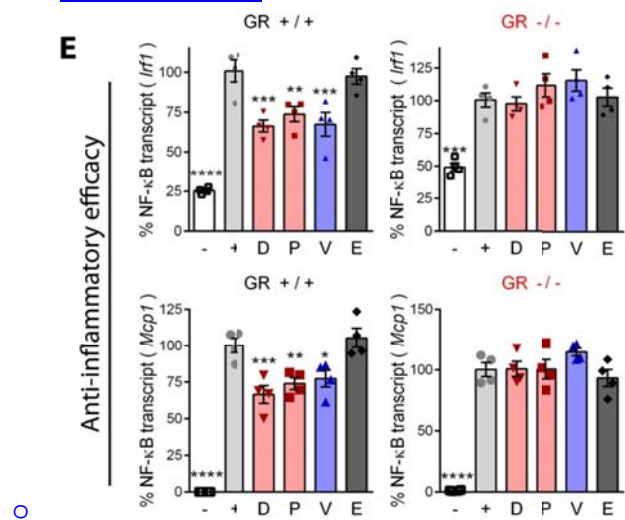 E
Anti-inflammatory efficacy
GR +/+
% NF-κB transcript ( Irf1)
100
75
50
25
0
****
***
**
***
- + D P V E
GR -/-
% NF-κB transcript ( Irf1)
125
100
75
50
25
0
***
- + D P V E
GR +/+
% NF-κB transcript ( Mcp1)
125
100
75
50
25
0
****
***
**
*
- + D P V E
GR -/-
% NF-κB transcript ( Mcp1)
150
100
50
0
****
- + D P V E